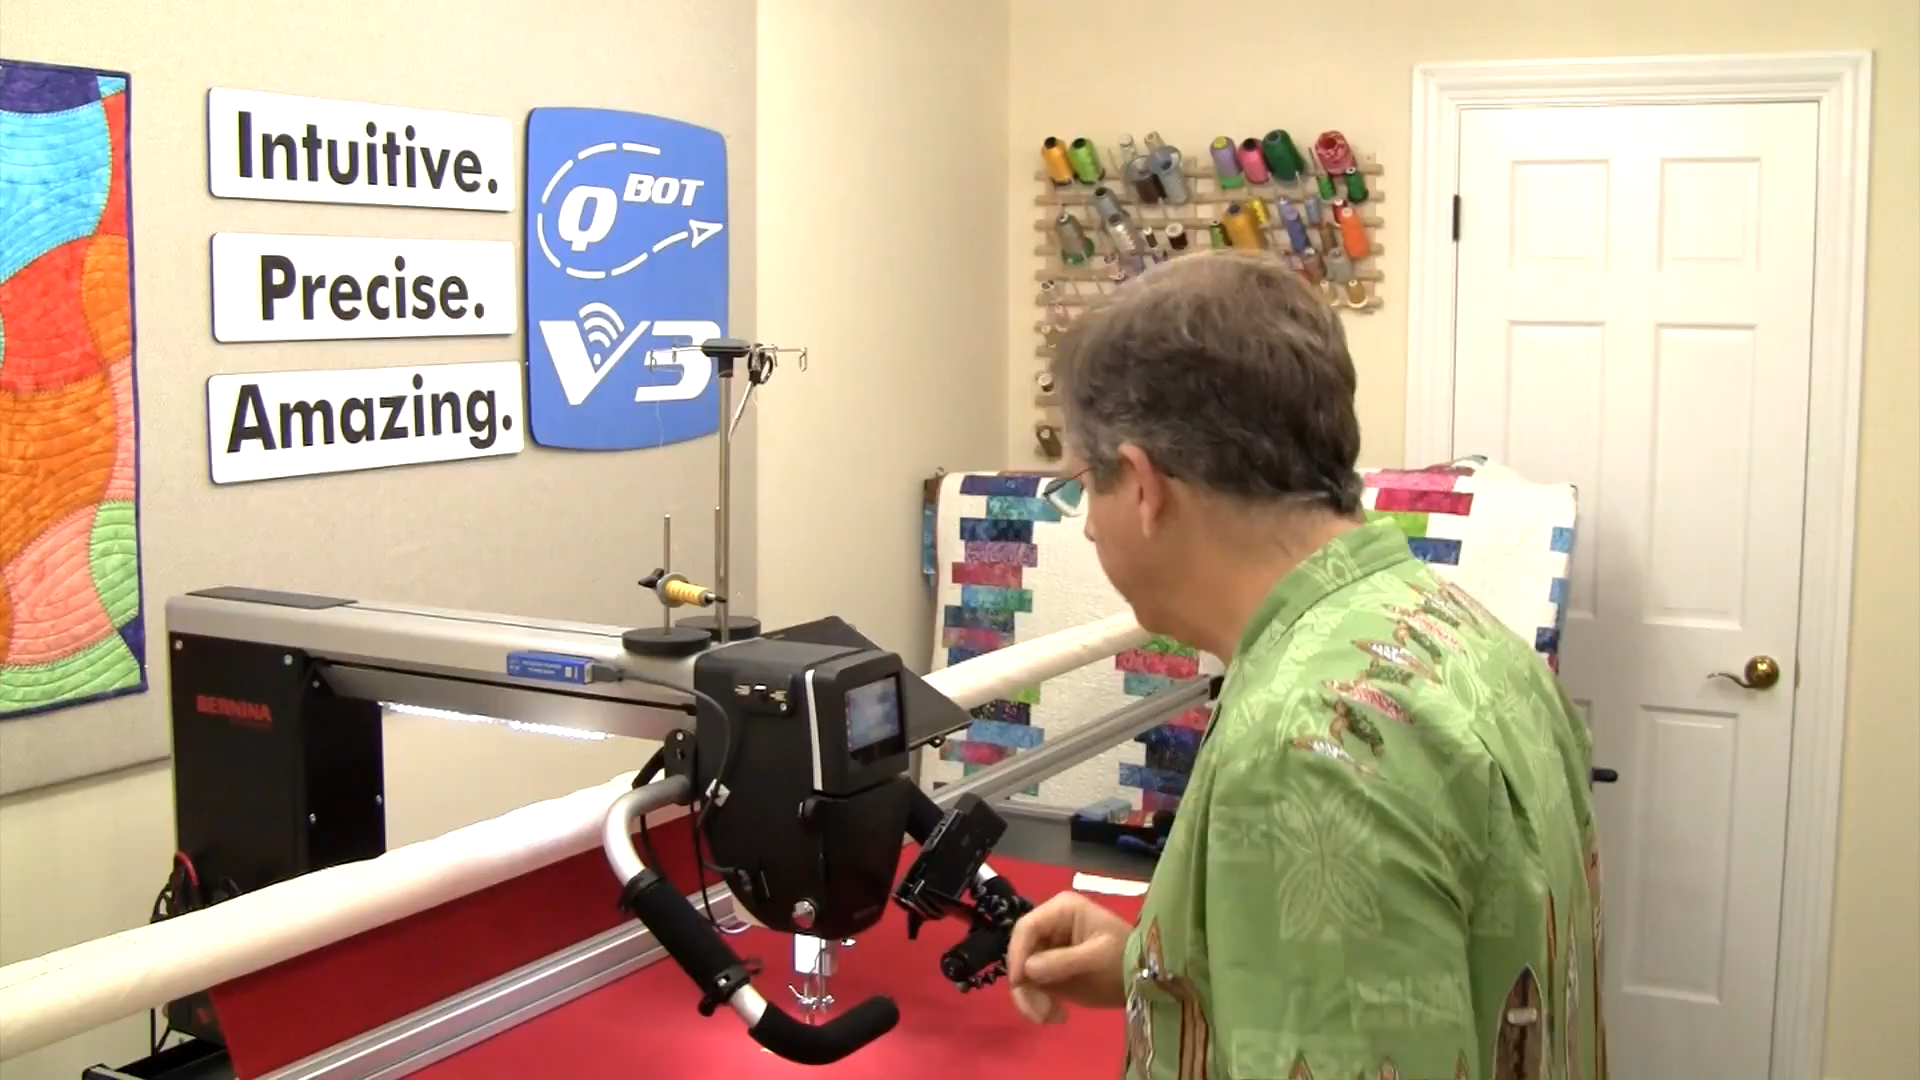 Intuitive.
Precise.
Amazing.
Q BOT
V3
BERNINA